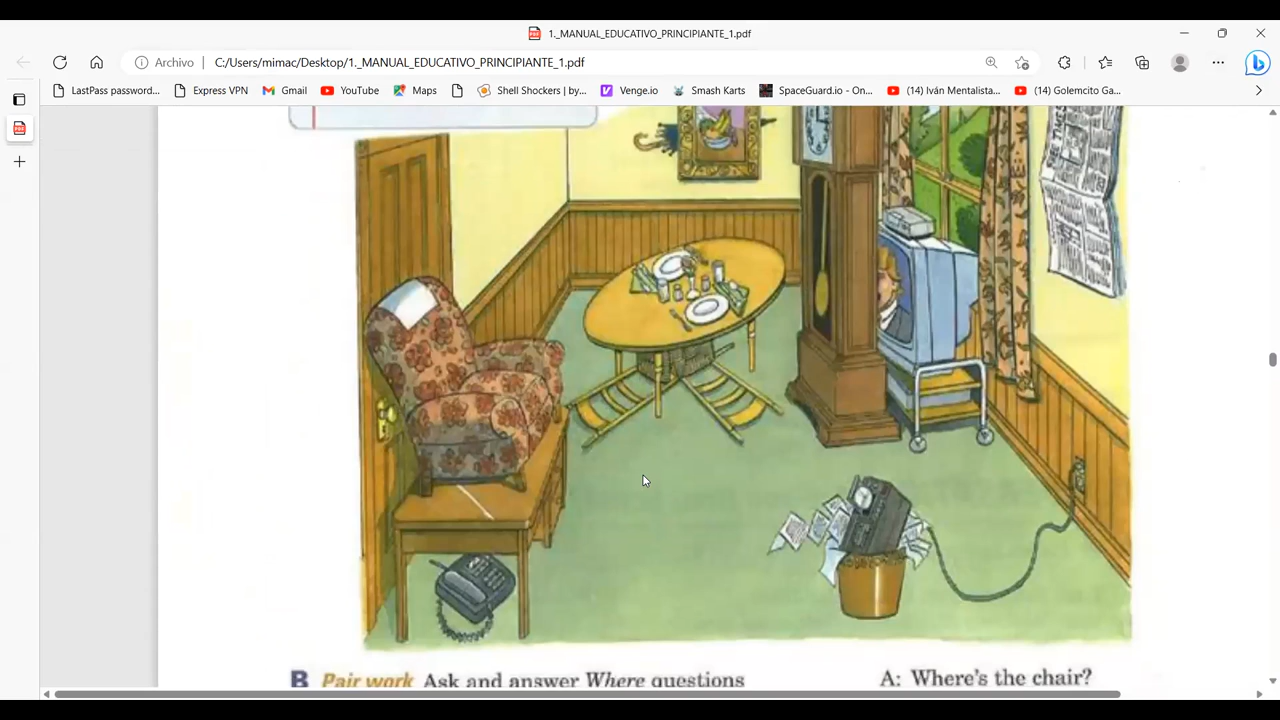 1._MANUAL_EDUCATIVO_PRINCIPIANTE_1.pdf
Archivo C:/Users/mimac/Desktop/1._MANUAL_EDUCATIVO_PRINCIPIANTE_1.pdf
LastPass password... Express VPN Gmail YouTube Maps Shell Shockers | by... Venge.io Smash Karts SpaceGuard.io - On... (14) Iván Mentalista... (14) Golemcito Ga...
B Pair work Ask and answer Where questions
A: Where's the chair?